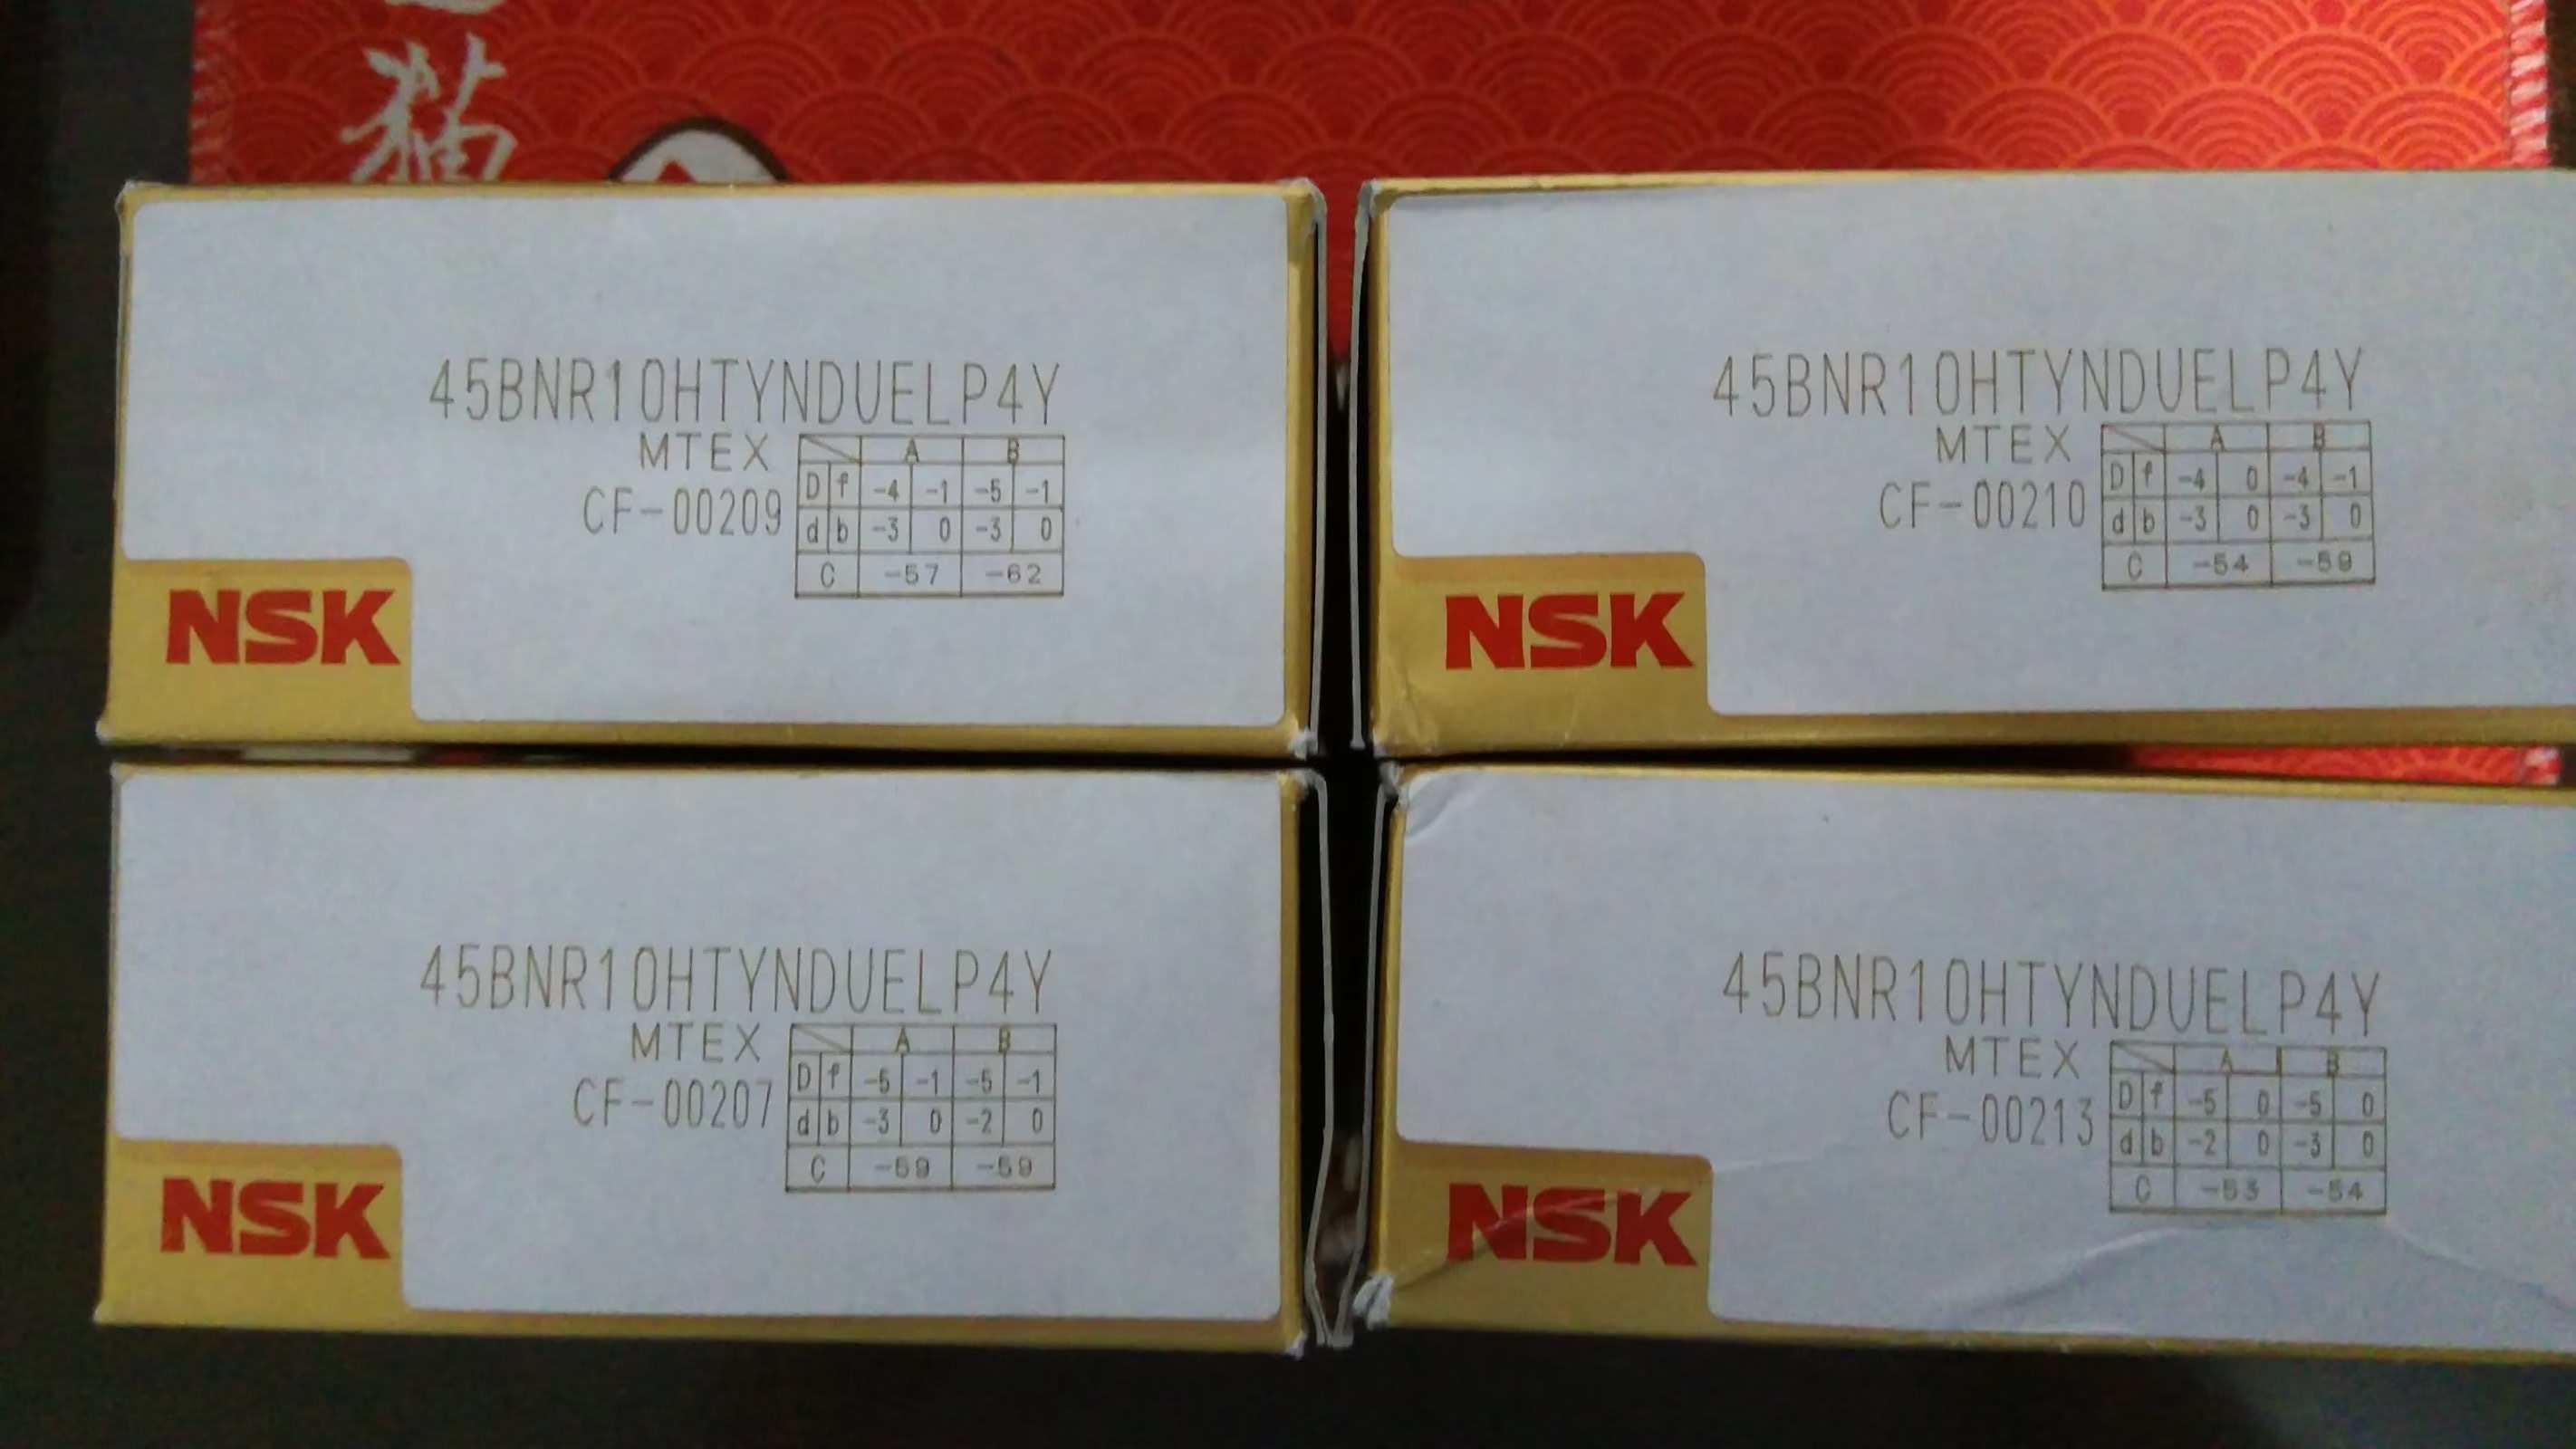 猫
45BNR10HTYNDUELP4Y
MTEX
A B
CF-00209
D f -4 -1 -5 -1
d b -3 0 -3 0
C -57 -62
NSK
45BNR10HTYNDUELP4Y
MTEX
A B
CF-00210
D f -4 0 -4 -1
d b -3 0 -3 0
C -54 -59
NSK
45BNR10HTYNDUELP4Y
MTEX
A B
CF-00207
D f -5 -1 -5 -1
d b -3 0 -2 0
C -59 -59
NSK
45BNR10HTYNDUELP4Y
MTEX
A B
CF-00213
D f -5 0 -5 0
d b -2 0 -3 0
C -53 -54
NSK